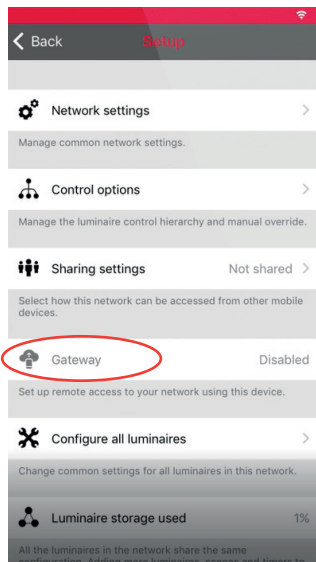 Back
Setup
Network settings
Manage common network settings.
Control options
Manage the luminaire control hierarchy and manual override.
Sharing settings
Not shared
Select how this network can be accessed from other mobile
devices.
Gateway
Disabled
Set up remote access to your network using this device.
Configure all luminaires
Change common settings for all luminaires in this network.
Luminaire storage used
1%
All the luminaires in the network share the same
configuration. Adding more luminaires, scenes and timers to